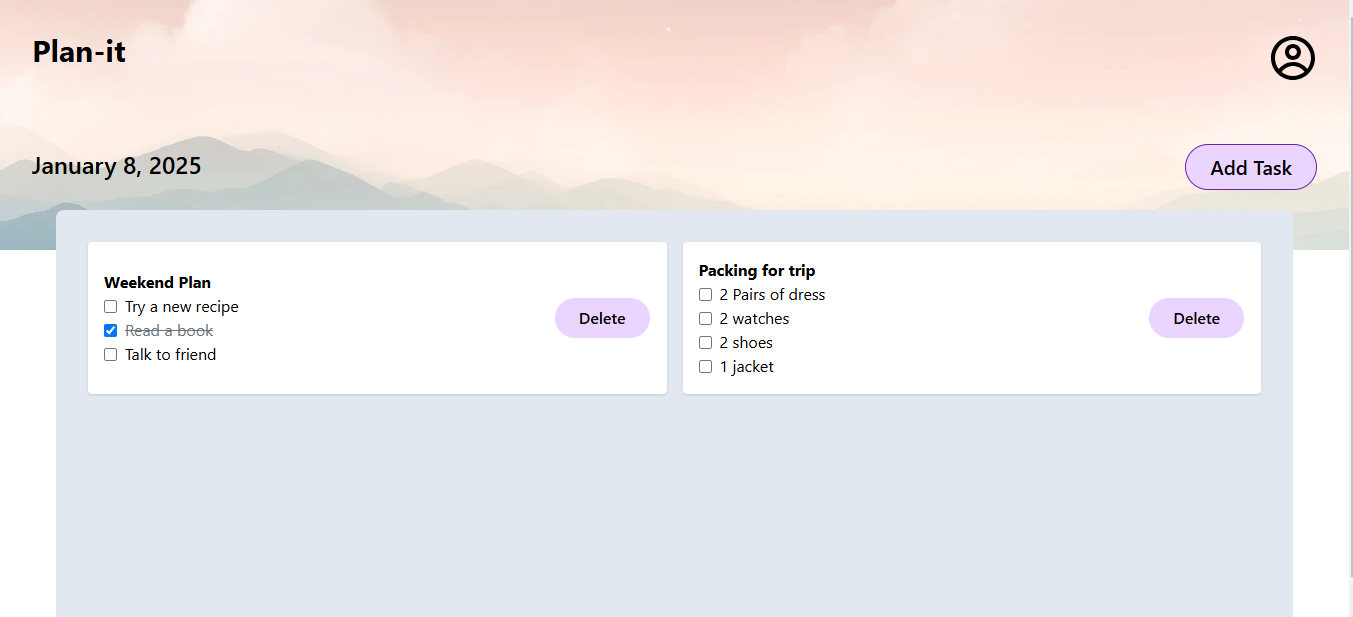 Plan-it
January 8, 2025
Add Task
Weekend Plan
Try a new recipe
Read a book
Talk to friend
Delete
Packing for trip
2 Pairs of dress
2 watches
2 shoes
1 jacket
Delete